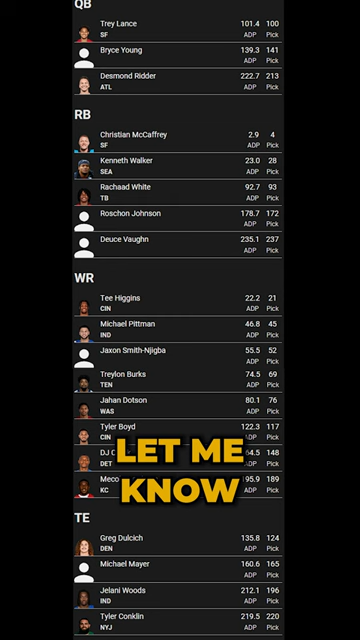 QB
Trey Lance 101.4 100
SF ADP Pick
Bryce Young 139.3 141
ADP Pick
Desmond Ridder 222.7 213
ATL ADP Pick
RB
Christian McCaffrey 2.9 4
SF ADP Pick
Kenneth Walker 23.0 28
SEA ADP Pick
Rachaad White 92.7 93
TB ADP Pick
Roschon Johnson 178.7 172
ADP Pick
Deuce Vaughn 235.1 237
ADP Pick
WR
Tee Higgins 22.2 21
CIN ADP Pick
Michael Pittman 46.8 45
IND ADP Pick
Jaxon Smith-Njigba 55.5 52
ADP Pick
Treylon Burks 74.5 69
TEN ADP Pick
Jahan Dotson 80.1 76
WAS ADP Pick
Tyler Boyd 122.3 117
CIN ADP Pick
DJ 64.5 148
DET ADP Pick
LET ME
Meco 195.9 189
KC ADP Pick
KNOW
TE
Greg Dulcich 135.8 124
DEN ADP Pick
Michael Mayer 160.6 165
ADP Pick
Jelani Woods 212.1 196
IND ADP Pick
Tyler Conklin 219.5 220
NYJ ADP Pick